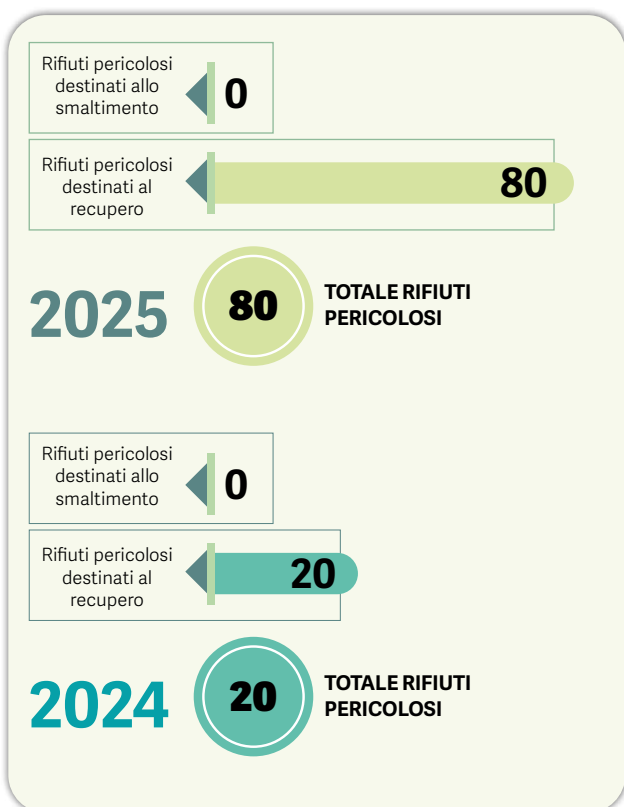 Rifiuti pericolosi
destinati allo
smaltimento
0
Rifiuti pericolosi
destinati al
recupero
80
2025
80
TOTALE RIFIUTI
PERICOLOSI
Rifiuti pericolosi
destinati allo
smaltimento
0
Rifiuti pericolosi
destinati al
recupero
20
2024
20
TOTALE RIFIUTI
PERICOLOSI